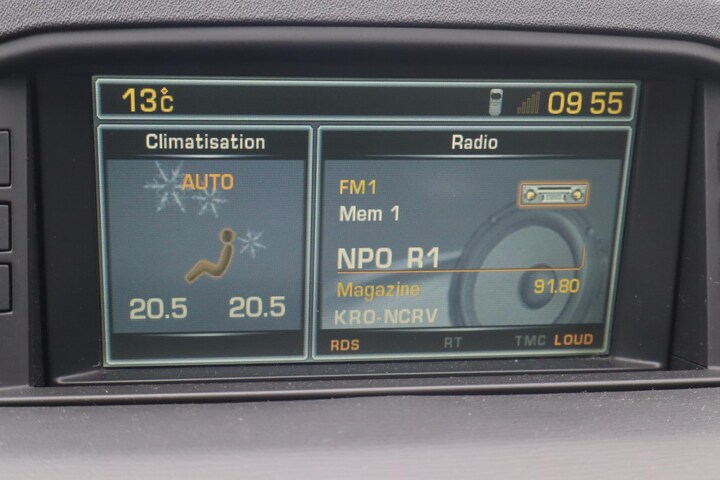 13°C 09 55
Climatisation
AUTO
20.5 20.5
Radio
FM1
Mem 1
NPO R1
Magazine 91.80
KRO-NCRV
RDS RT TMC LOUD